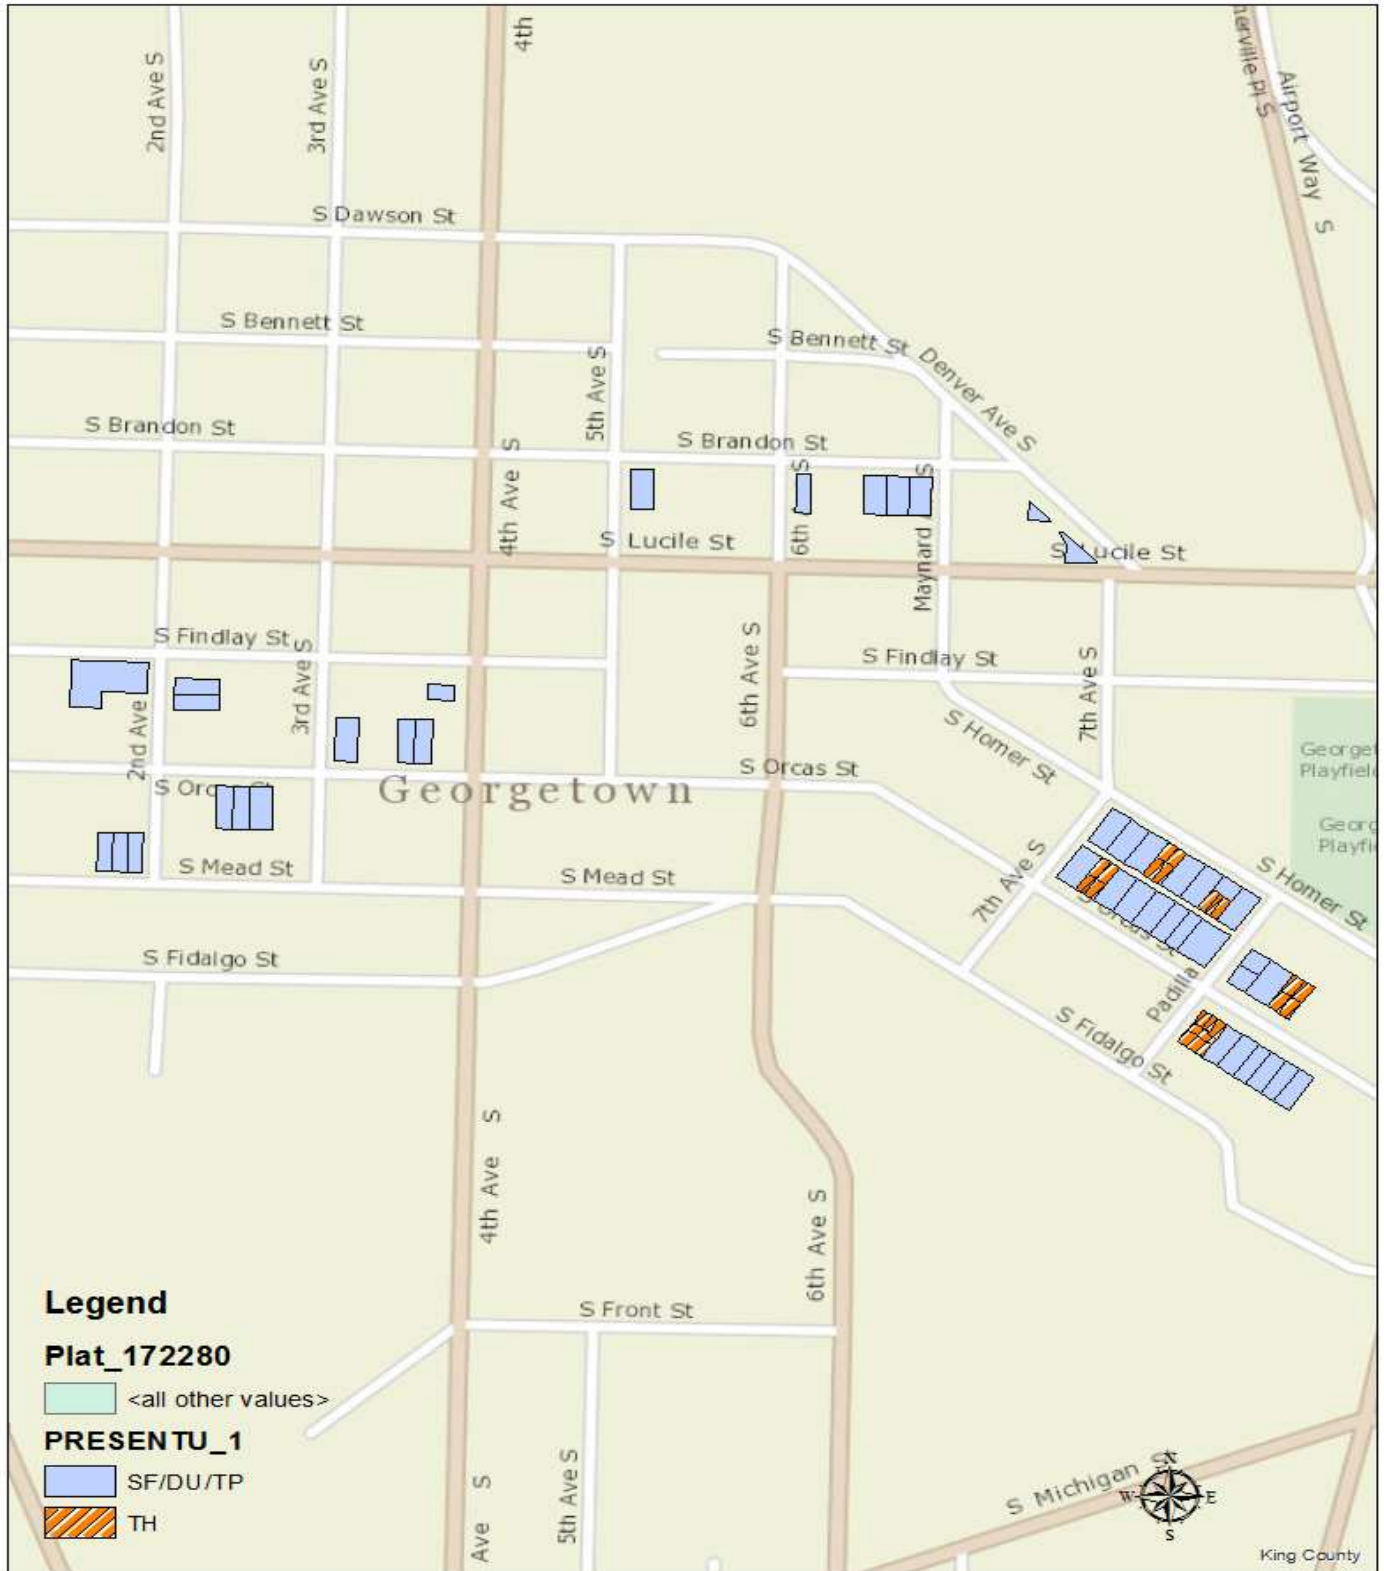 4th
2nd Ave S
3rd Ave S
Airport Way S
S Dawson St
S Bennett St
S Bennett St
Denver Ave S
5th Ave S
S Brandon St
S Brandon St
4th Ave S
S Lucile St
S Findlay St
3rd Ave S
6th Ave S
S Findlay St
7th Ave S
2nd Ave
S Homer St
Georgetown
S Orcas St
S Mead St
S Mead St
7th Ave S
S Homer St
S Fidalgo St
Padilla
S Fidalgo St
4th Ave S
6th Ave S
S Front St
Legend
Plat_172280
<all other values>
PRESENTU_1
SF/DU/TP
TH
Ave S
5th Ave S
S Michigan S
N
W
E
S
King County